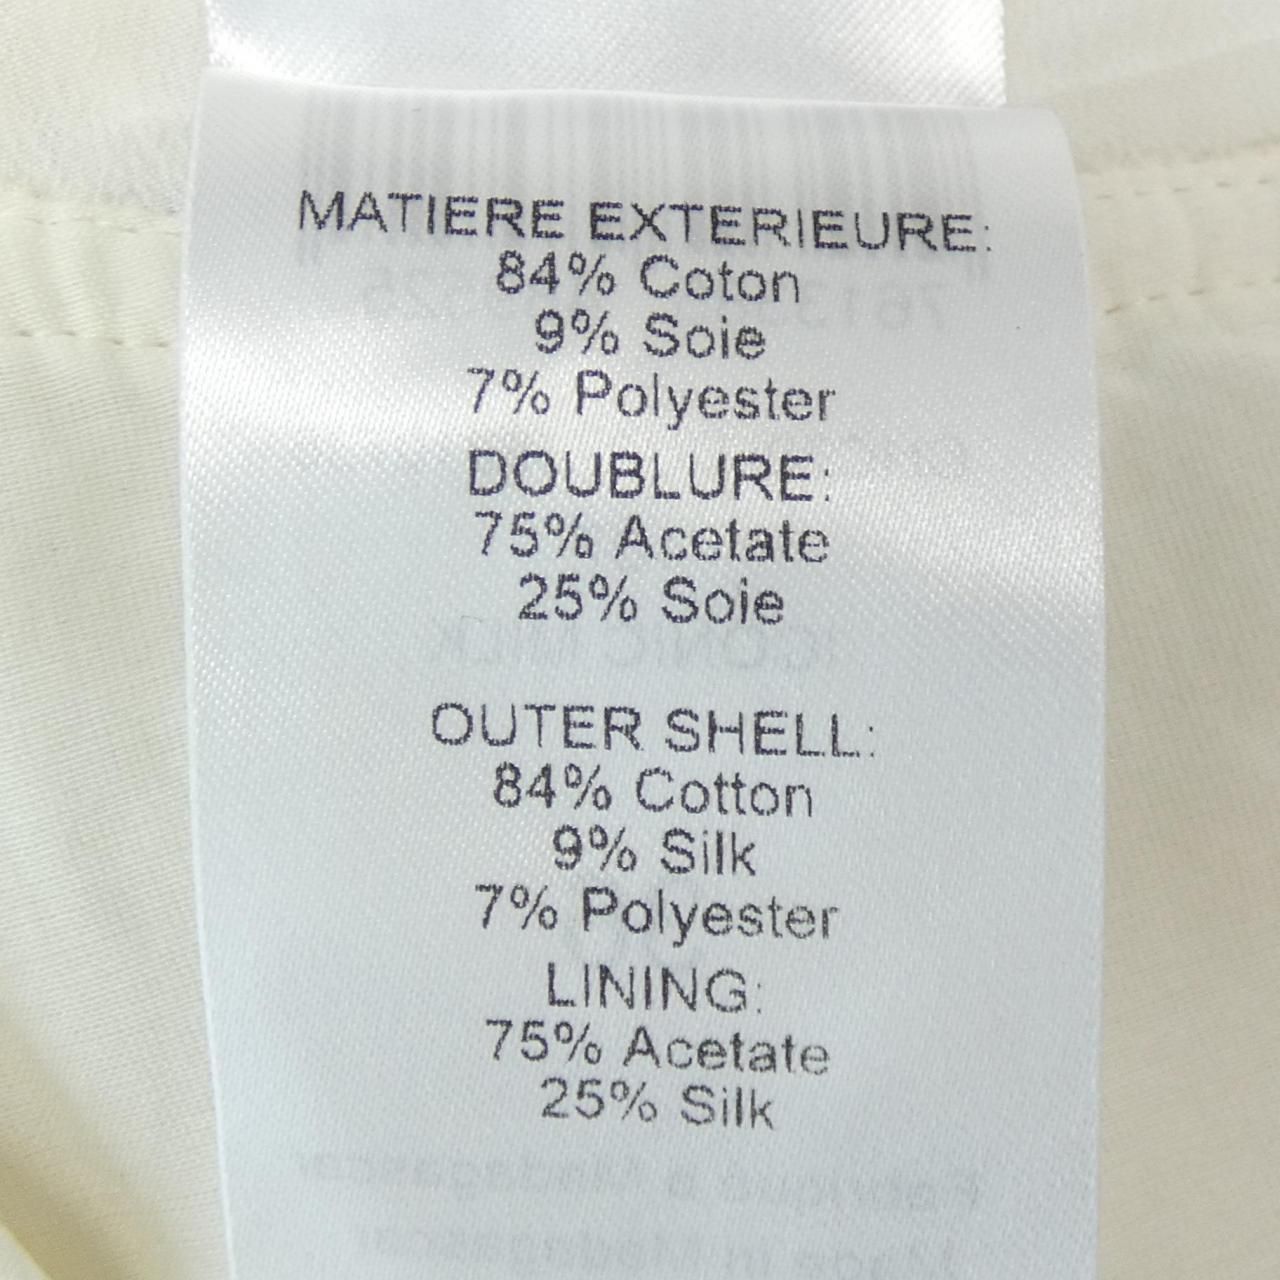 MATIERE EXTERIEURE:
84% Coton
9% Soie
7% Polyester
DOUBLURE:
75% Acetate
25% Soie
OUTER SHELL:
84% Cotton
9% Silk
7% Polyester
LINING:
75% Acetate
25% Silk